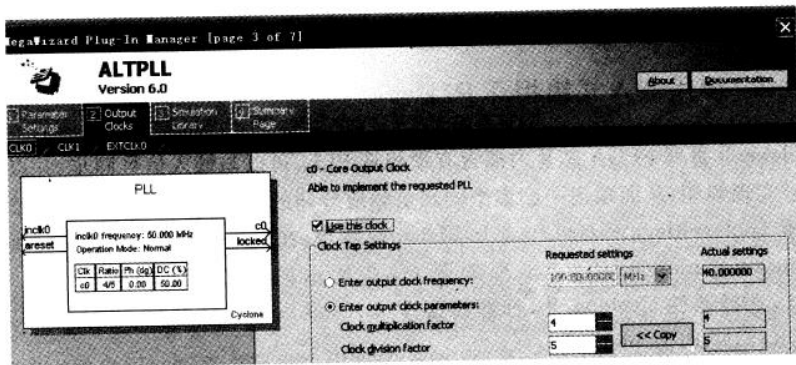 MegaWizard Plug-In Manager [page 3 of 7]
ALTPLL
Version 6.0
About
Documentation
1 Parameter Settings
2 Output Clocks
3 Simulation Library
4 Summary Page
CLK0
CLK1
EXTCLK0
PLL
inclk0
areset
inclk0 frequency: 50.000 MHz
Operation Mode: Normal
Clk Ratio Ph (dg) DC (%)
c0 4/5 0.00 50.00
c0
locked
Cyclone
c0 - Core Output Clock
Able to implement the requested PLL
Use this clock
Clock Tap Settings
Requested settings
Actual settings
Enter output clock frequency:
100.00000000
MHz
40.000000
Enter output clock parameters:
Clock multiplication factor
4
4
<< Copy
Clock division factor
5
5